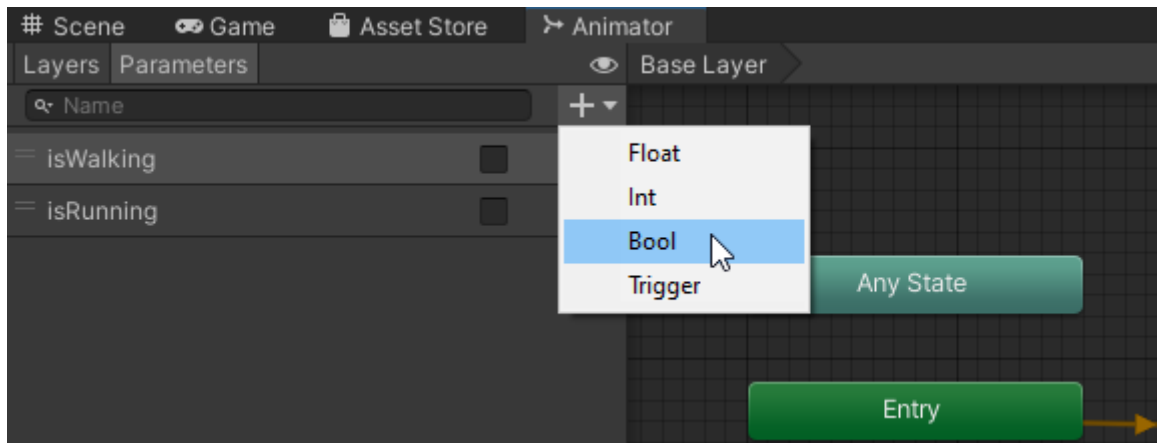 Scene Game Asset Store Animator
Layers Parameters Base Layer
Name
isWalking
isRunning
Float
Int
Bool
Trigger
Any State
Entry